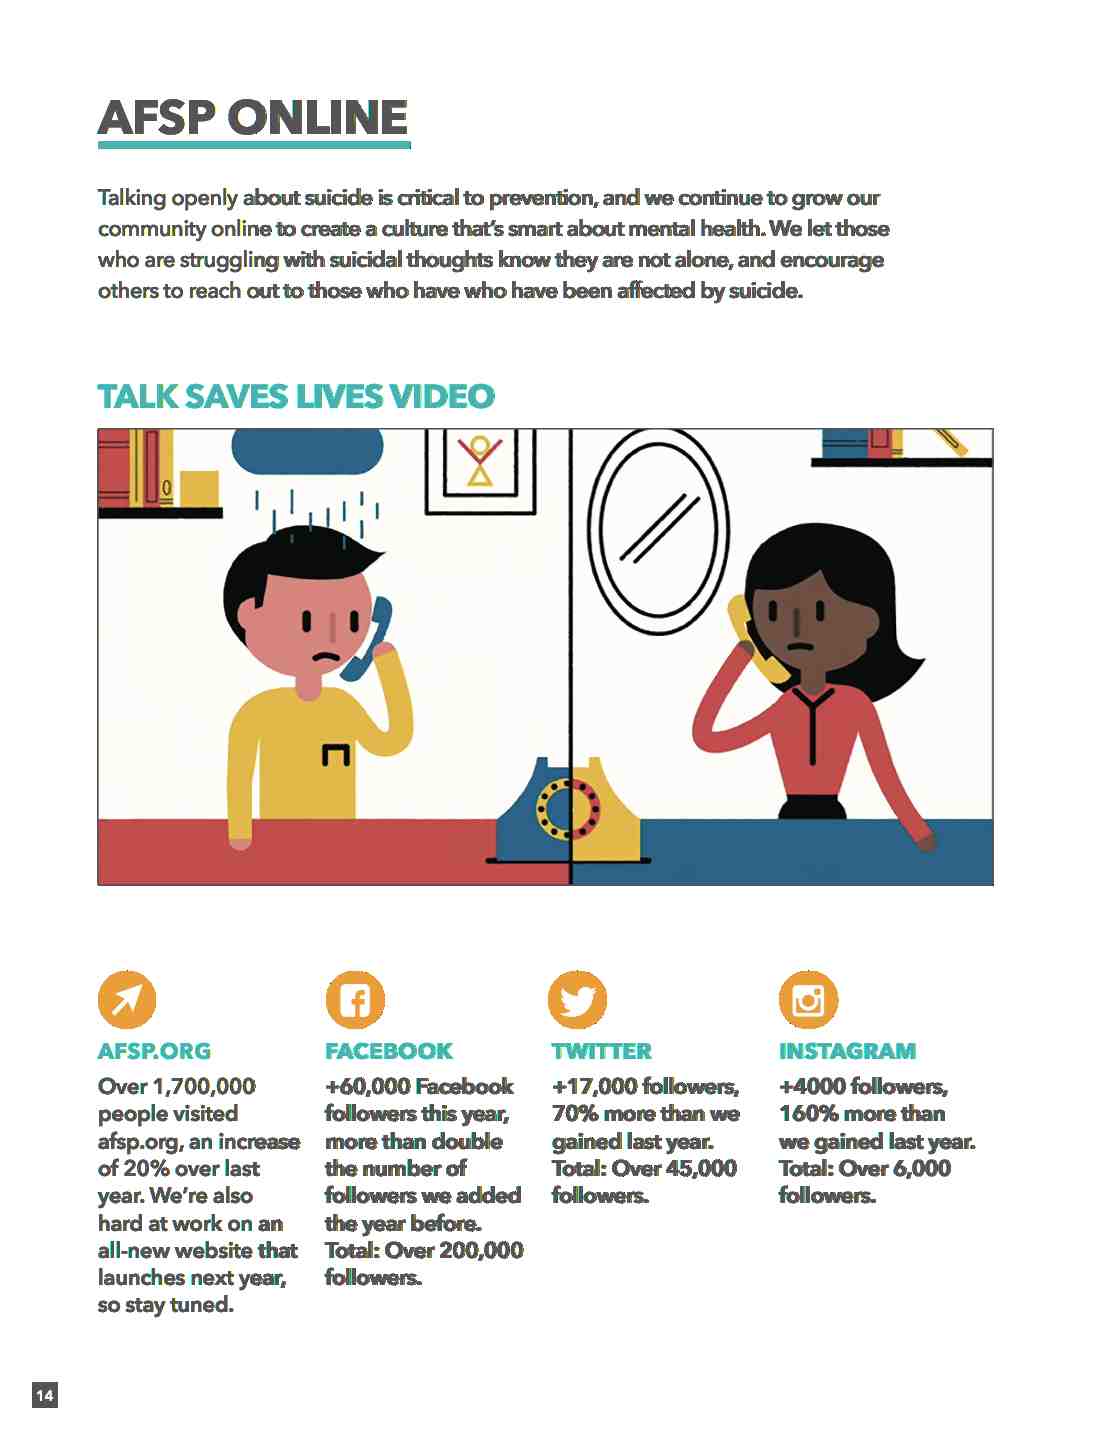 AFSP ONLINE
Talking openly about suicide is critical to prevention, and we continue to grow our
community online to create a culture that's smart about mental health. We let those
who are struggling with suicidal thoughts know they are not alone, and encourage
others to reach out to those who have who have been affected by suicide.
TALK SAVES LIVES VIDEO
AFSP.ORG
Over 1,700,000
people visited
afsp.org, an increase
of 20% over last
year. We're also
hard at work on an
all-new website that
launches next year,
so stay tuned.
FACEBOOK
+60,000 Facebook
followers this year,
more than double
the number of
followers we added
the year before.
Total: Over 200,000
followers.
TWITTER
+17,000 followers,
70% more than we
gained last year.
Total: Over 45,000
followers.
INSTAGRAM
+4000 followers,
160% more than
we gained last year.
Total: Over 6,000
followers.
14